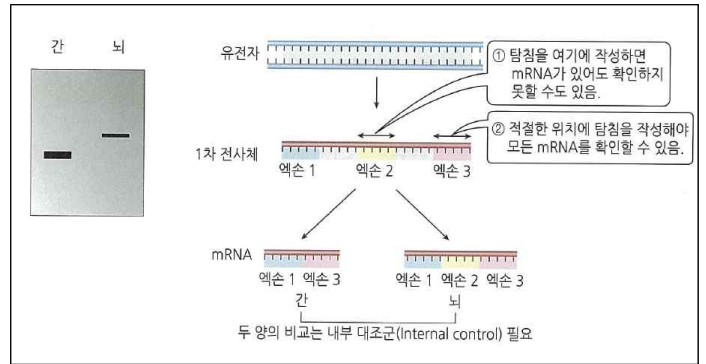 간 뇌
유전자
① 탐침을 여기에 작성하면
mRNA가 있어도 확인하지
못할 수도 있음.
② 적절한 위치에 탐침을 작성해야
모든 mRNA를 확인할 수 있음.
1차 전사체
엑손 1 엑손 2 엑손 3
mRNA
엑손 1 엑손 3 엑손 1 엑손 2 엑손 3
간 뇌
두 양의 비교는 내부 대조군(Internal control) 필요